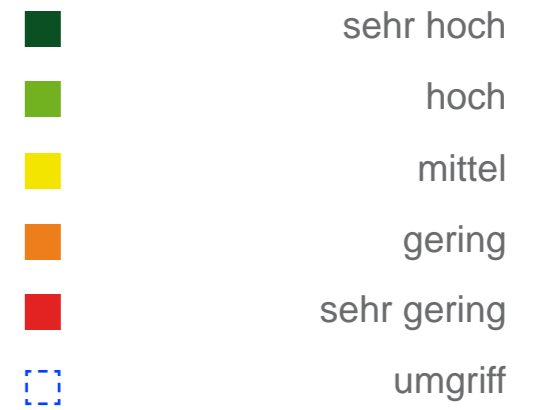 sehr hoch
hoch
mittel
gering
sehr gering
umgriff